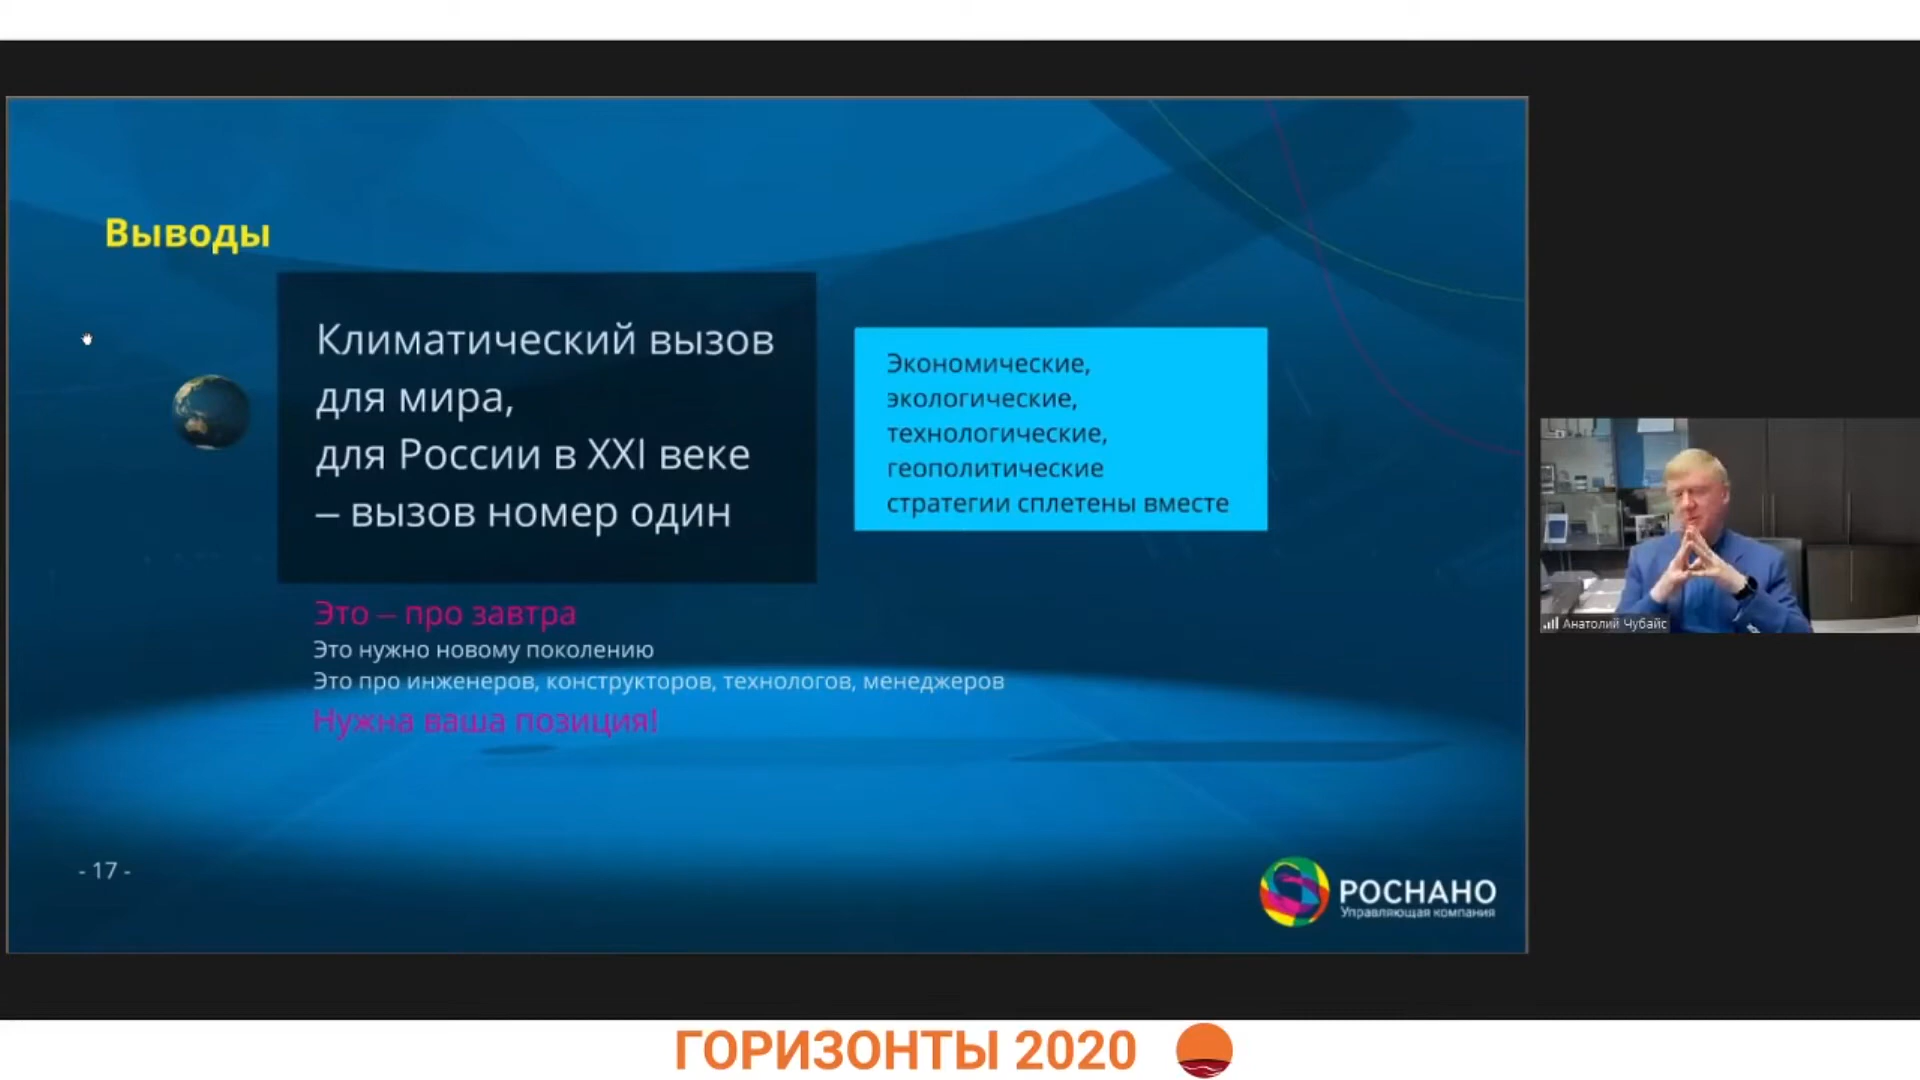 Выводы
Климатический вызов
для мира,
для России в XXI веке
– вызов номер один
Экономические,
экологические,
технологические,
геополитические
стратегии сплетены вместе
Это – про завтра
Это нужно новому поколению
Это про инженеров, конструкторов, технологов, менеджеров
Нужна ваша позиция!
Анатолий Чубайс
- 17 -
РОСНАНО
Управляющая компания
ГОРИЗОНТЫ 2020